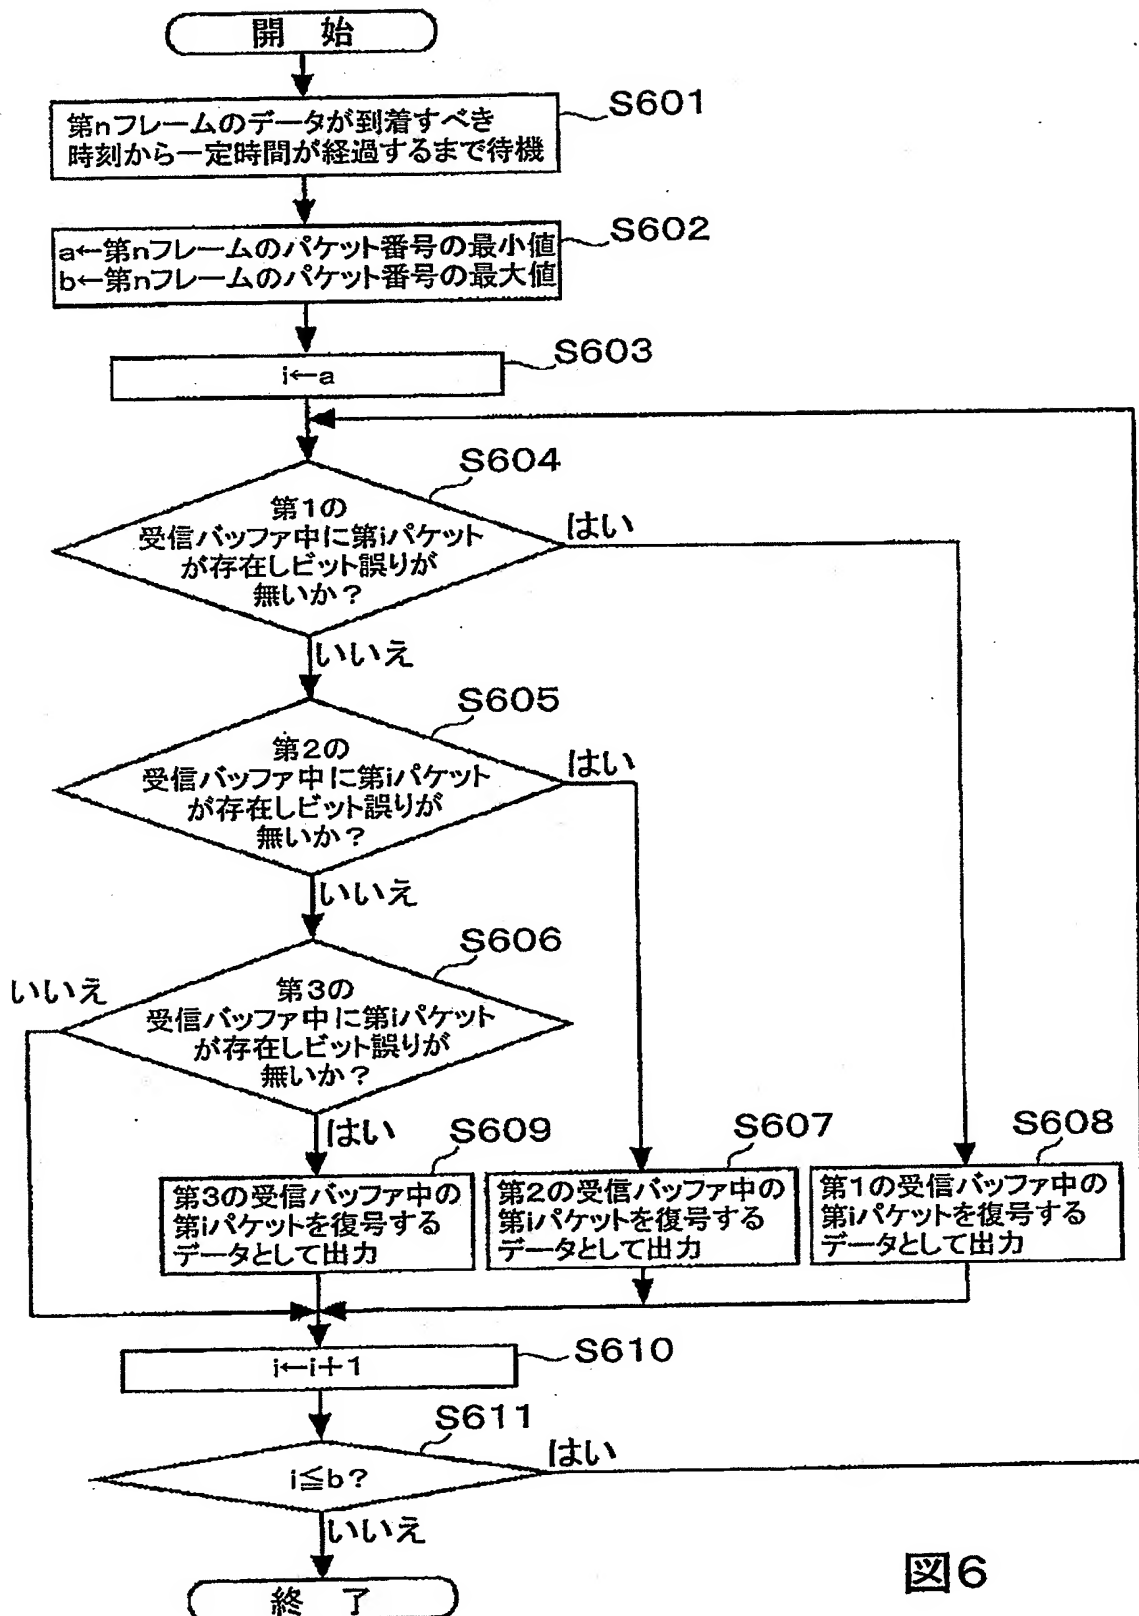 開 始
S601
第nフレームのデータが到着すべき
時刻から一定時間が経過するまで待機
S602
a←第nフレームのパケット番号の最小値
b←第nフレームのパケット番号の最大値
S603
i←a
S604
第1の
受信バッファ中に第iパケット
が存在しビット誤りが
無いか？
はい
いいえ
S605
第2の
受信バッファ中に第iパケット
が存在しビット誤りが
無いか？
はい
いいえ
S606
いいえ
第3の
受信バッファ中に第iパケット
が存在しビット誤りが
無いか？
はい
S609
第3の受信バッファ中の
第iパケットを復号する
データとして出力
S607
第2の受信バッファ中の
第iパケットを復号する
データとして出力
S608
第1の受信バッファ中の
第iパケットを復号する
データとして出力
S610
i←i＋1
S611
i≦b？
はい
いいえ
終 了
図6